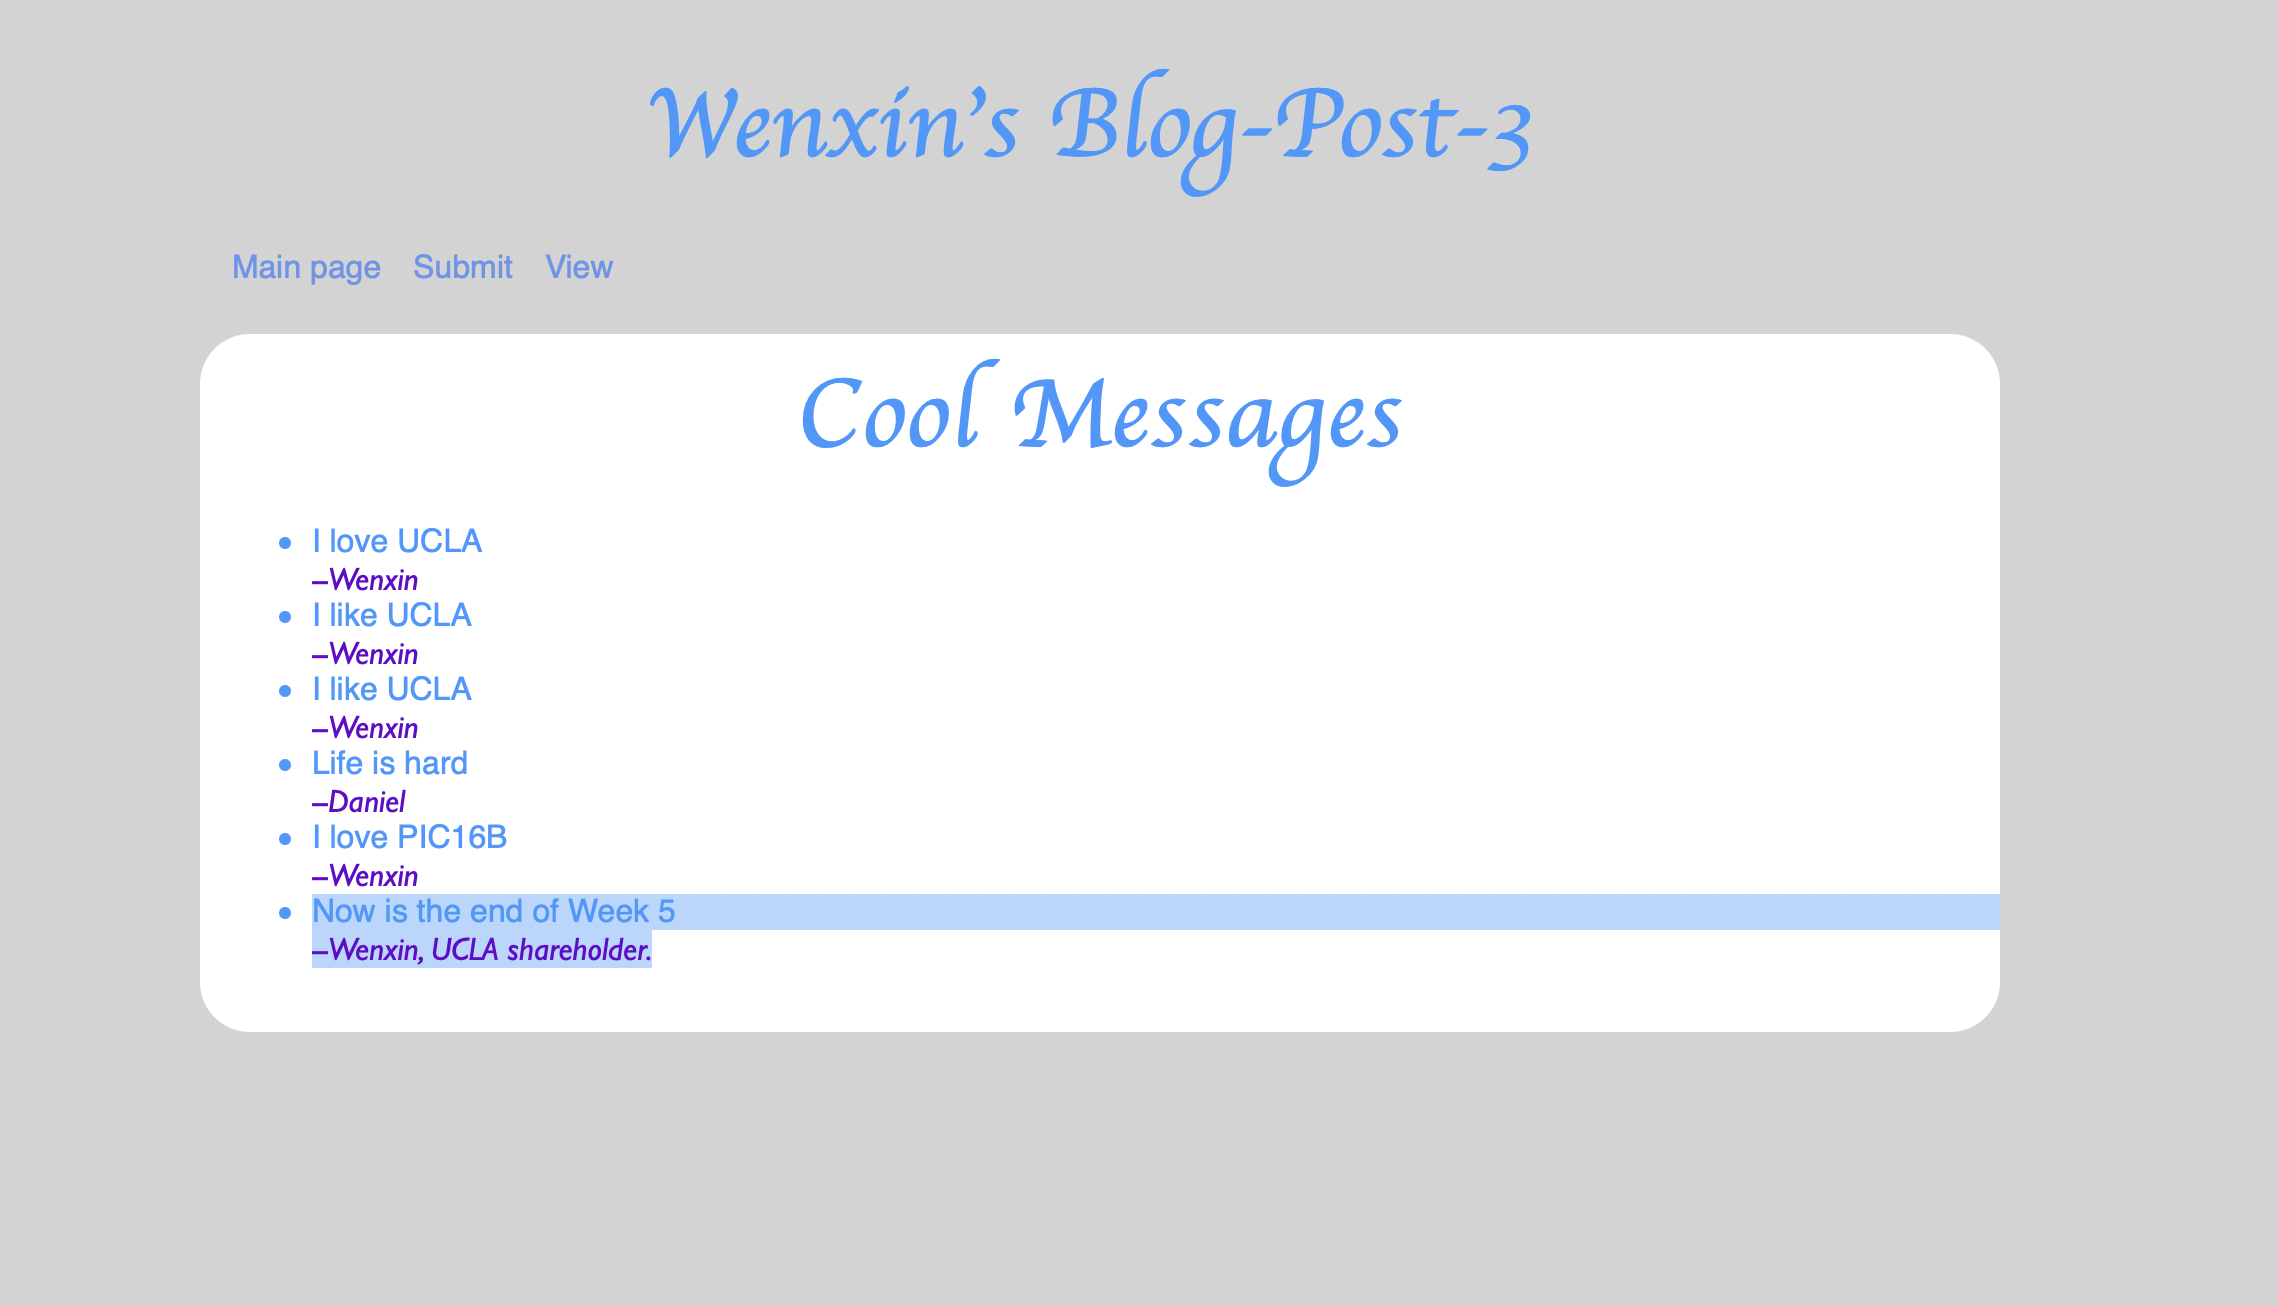 Wenxin's Blog-Post-3
Main page Submit View
Cool Messages
• I love UCLA
–Wenxin
• I like UCLA
–Wenxin
• I like UCLA
–Wenxin
• Life is hard
–Daniel
• I love PIC16B
–Wenxin
• Now is the end of Week 5
–Wenxin, UCLA shareholder.